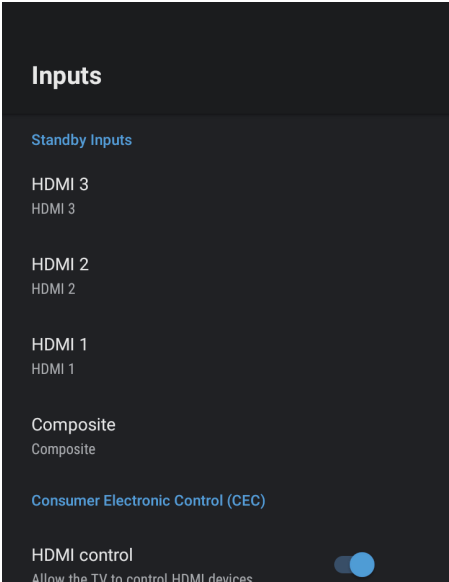 Inputs
Standby Inputs
HDMI 3
HDMI 3
HDMI 2
HDMI 2
HDMI 1
HDMI 1
Composite
Composite
Consumer Electronic Control (CEC)
HDMI control
Allow the TV to control HDMI devices